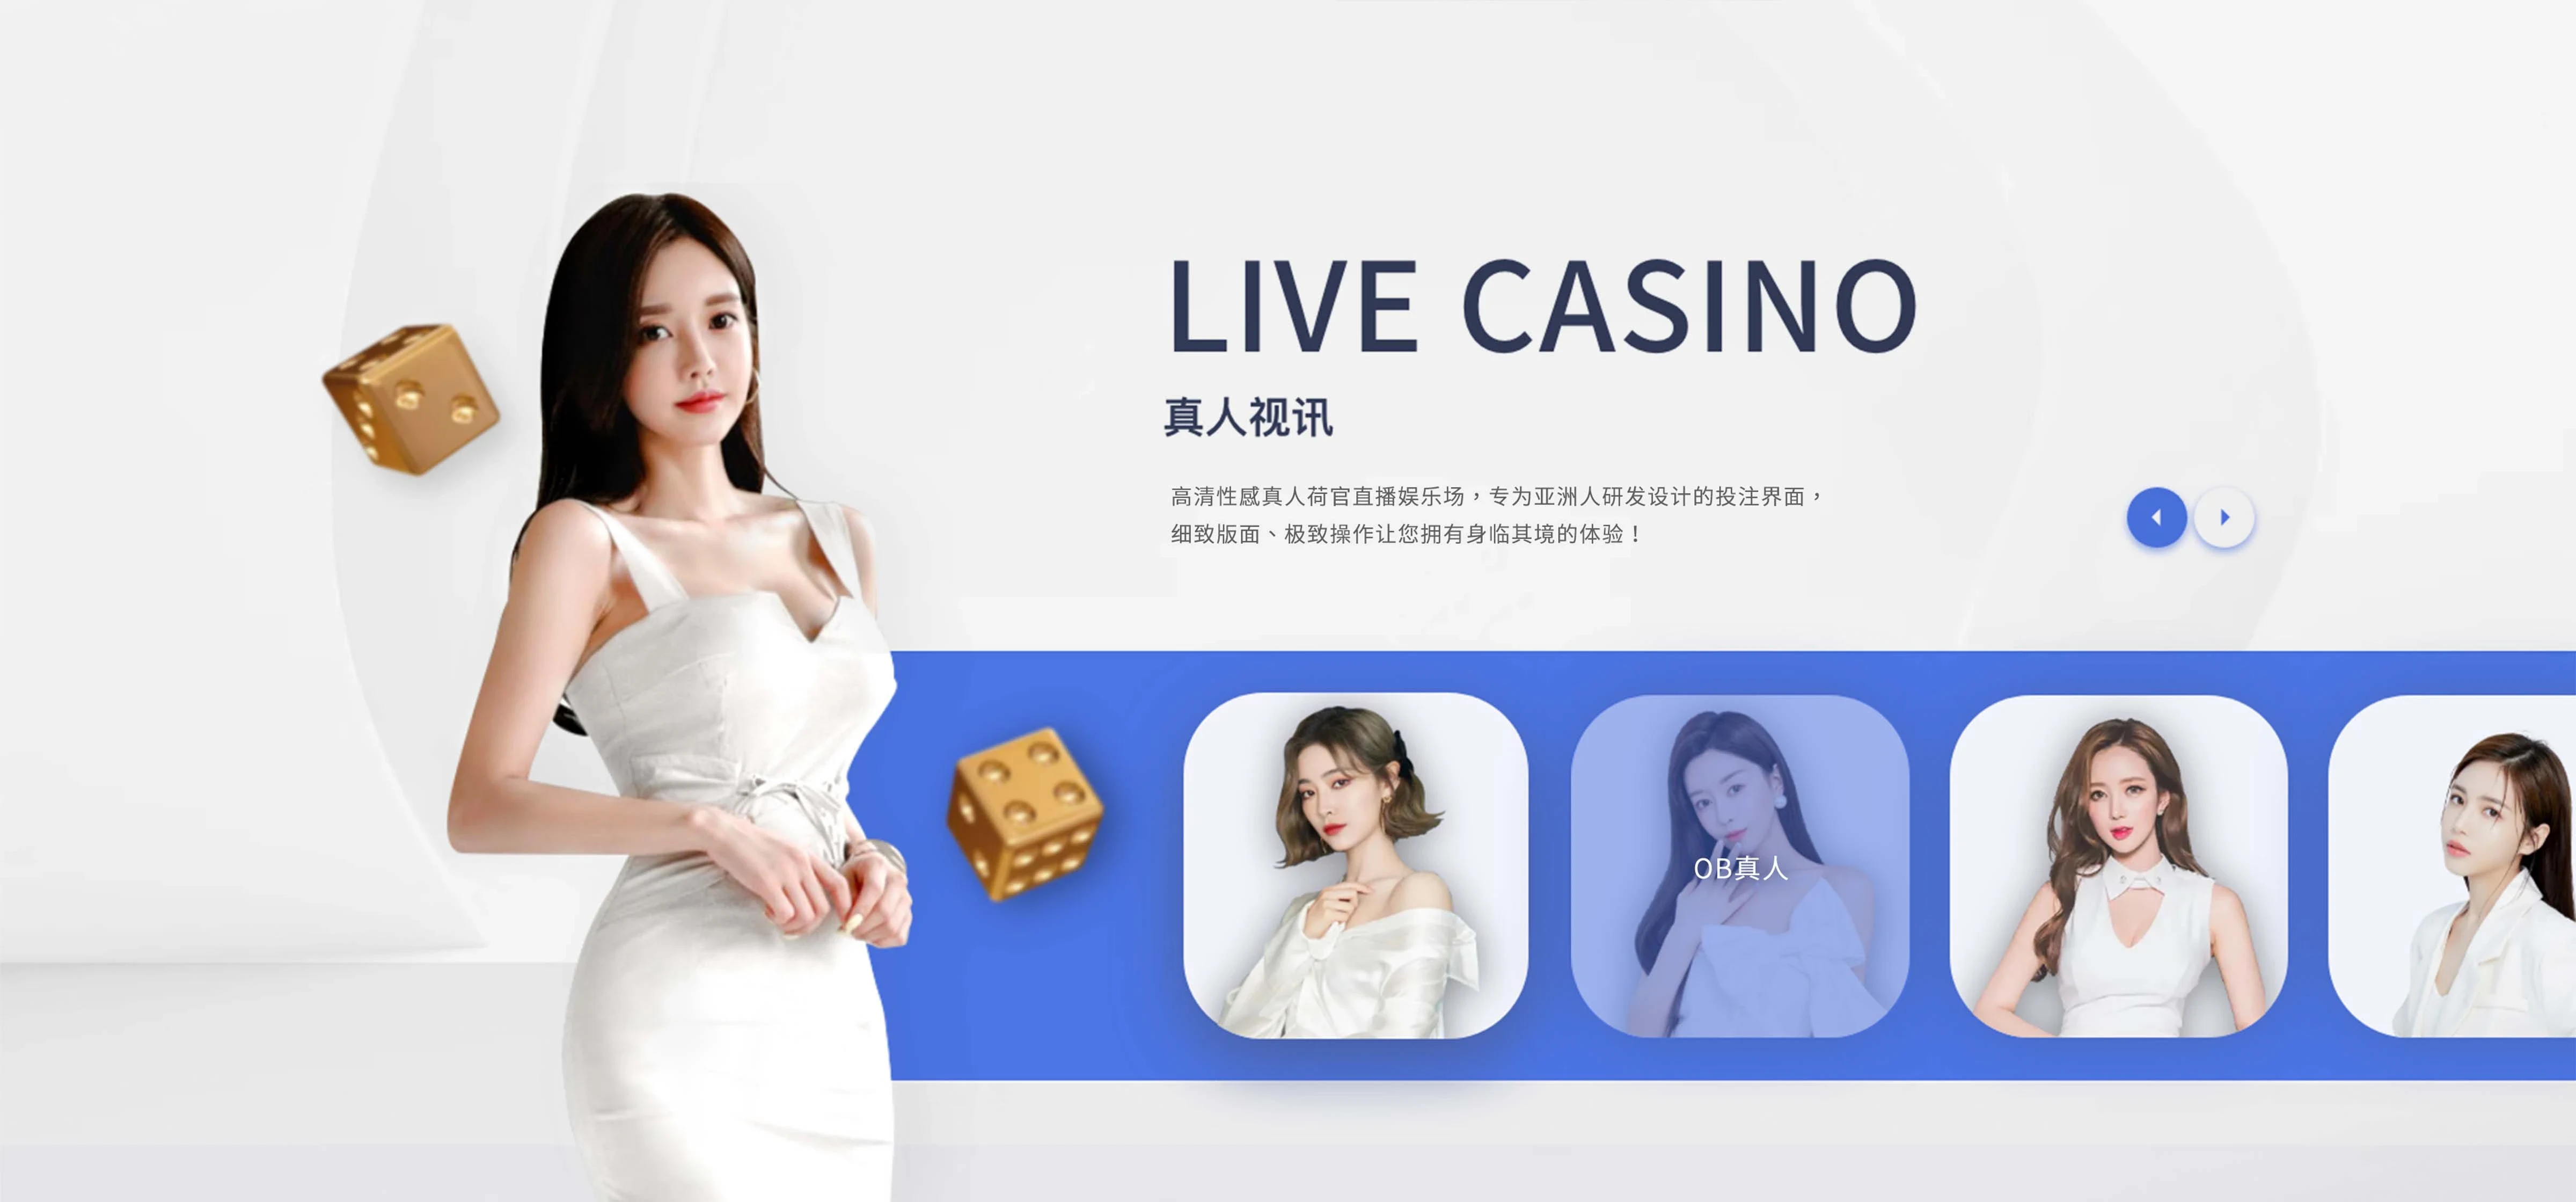 LIVE CASINO
真人视讯
高清性感真人荷官直播娱乐场，专为亚洲人研发设计的投注界面，
细致版面、极致操作让您拥有身临其境的体验！
OB真人